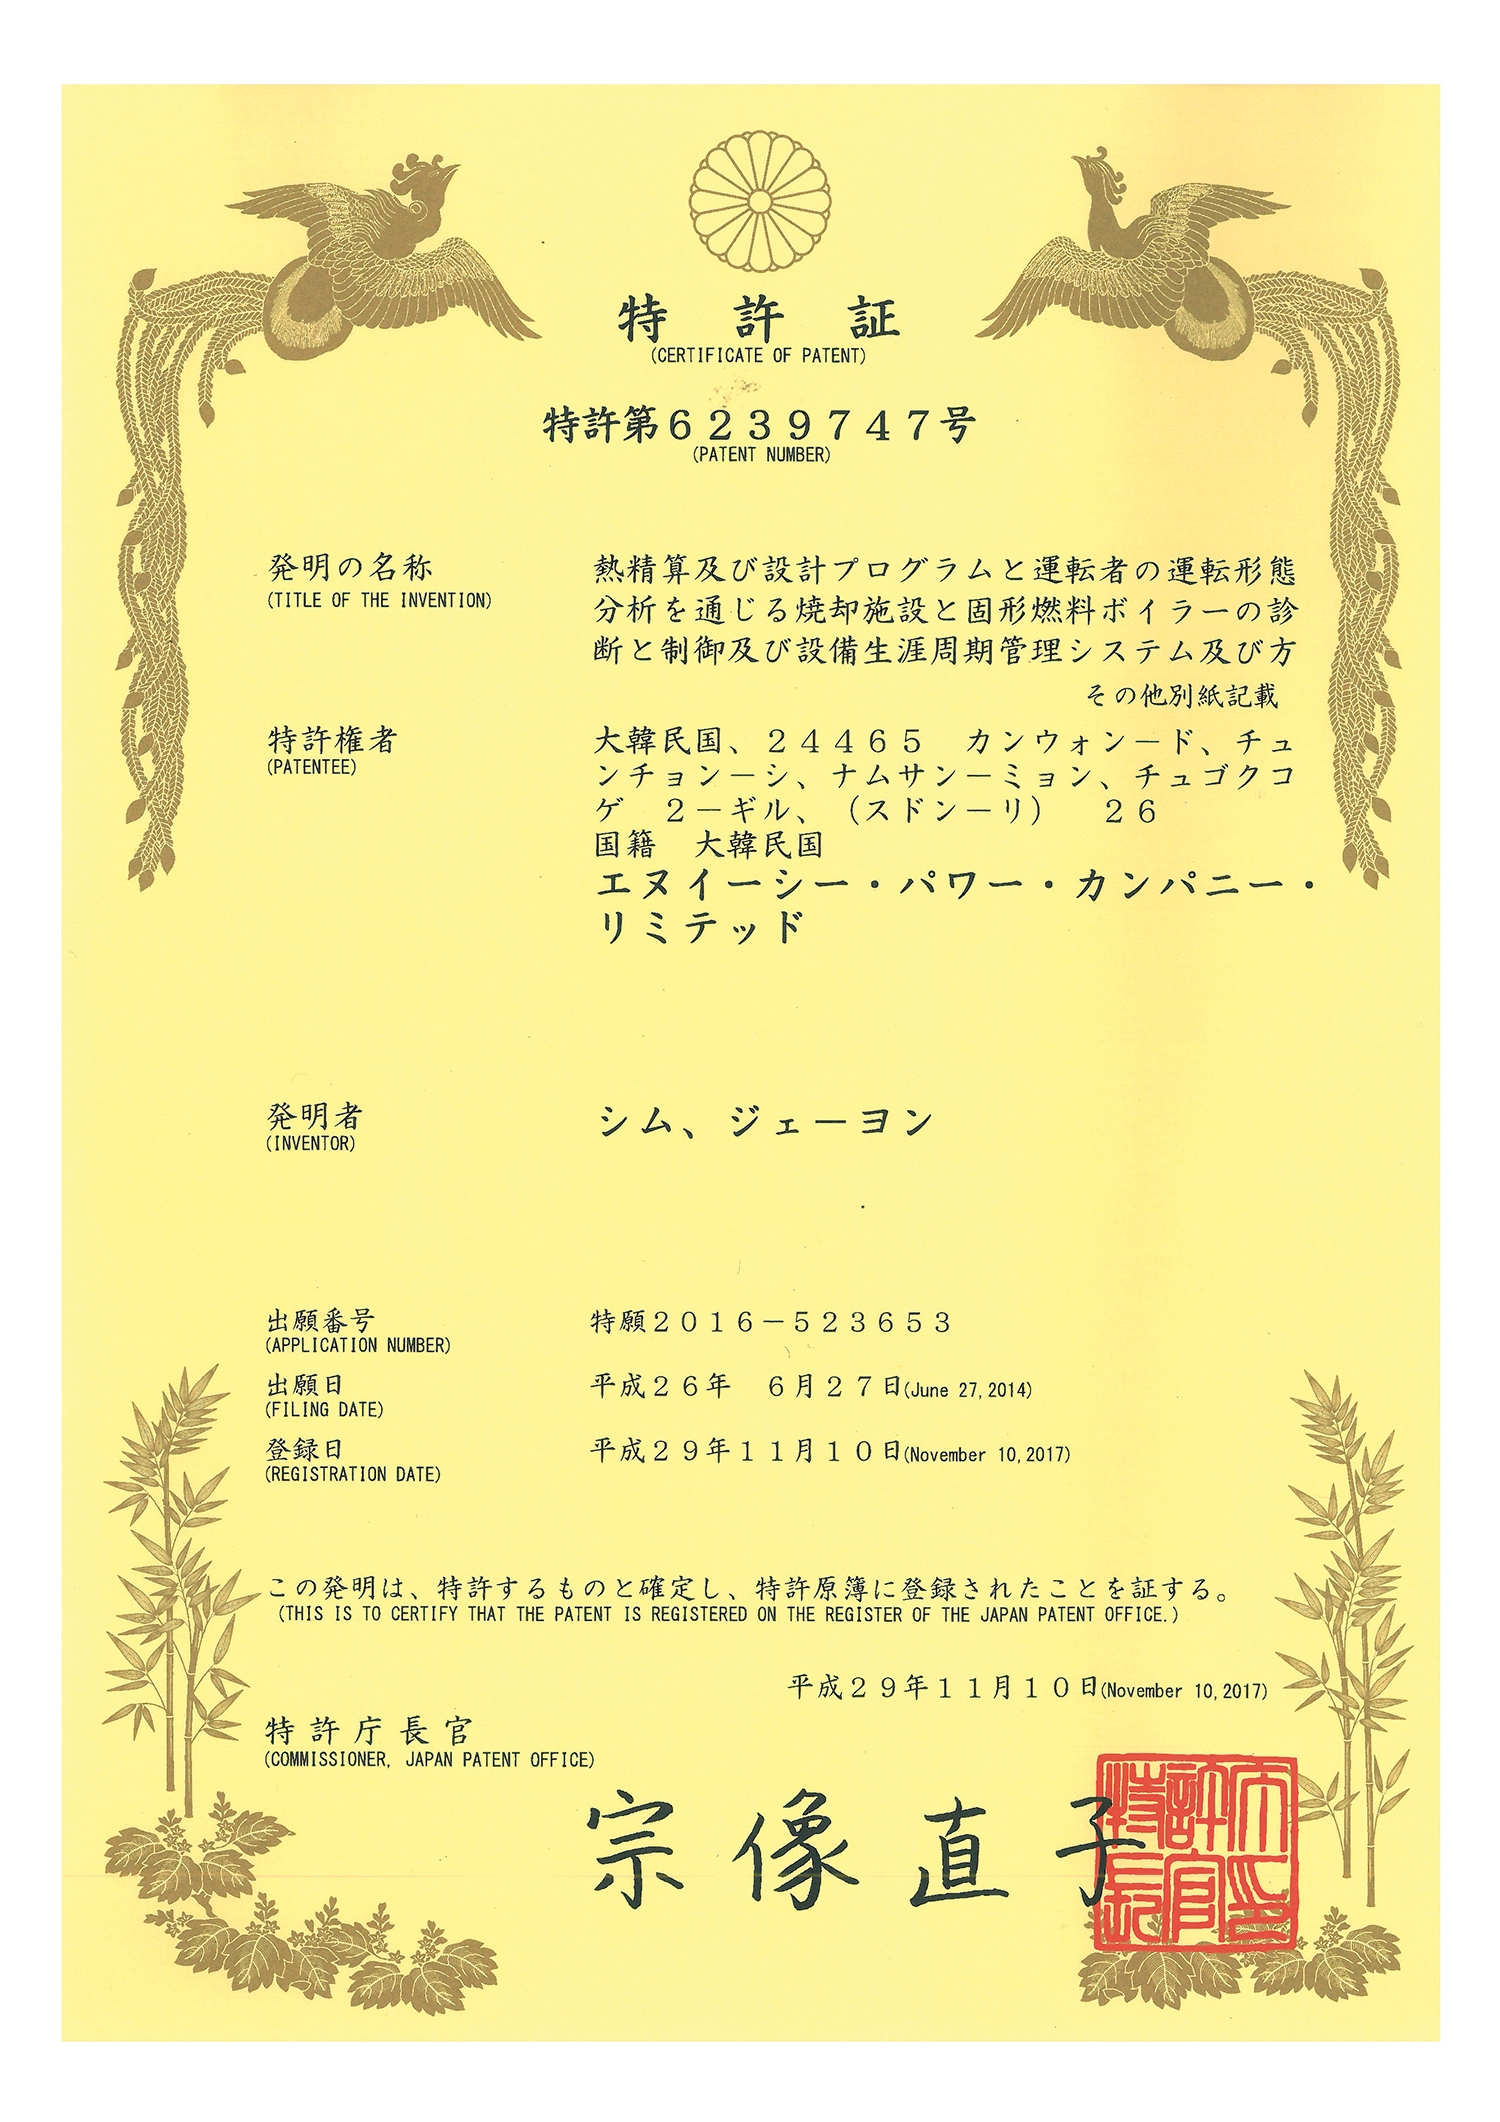 特許証
(CERTIFICATE OF PATENT)
特許第６２３９７４７号
(PATENT NUMBER)
発明の名称
(TITLE OF THE INVENTION)
熱精算及び設計プログラムと運転者の運転形態
分析を通じる焼却施設と固形燃料ボイラーの診
断と制御及び設備生涯周期管理システム及び方
その他別紙記載
特許権者
(PATENTEE)
大韓民国、２４４６５　カンウォン－ド、チュ
ンチョン－シ、ナムサン－ミョン、チュゴクコ
ゲ　２－ギル、（スドン－リ）　２６
国籍　大韓民国
エヌイーシー・パワー・カンパニー・
リミテッド
発明者
(INVENTOR)
シム、ジェ－ヨン
出願番号
(APPLICATION NUMBER)
特願２０１６－５２３６５３
出願日
(FILING DATE)
平成２６年　６月２７日(June 27,2014)
登録日
(REGISTRATION DATE)
平成２９年１１月１０日(November 10,2017)
この発明は、特許するものと確定し、特許原簿に登録されたことを証する。
(THIS IS TO CERTIFY THAT THE PATENT IS REGISTERED ON THE REGISTER OF THE JAPAN PATENT OFFICE.)
平成２９年１１月１０日(November 10,2017)
特許庁長官
(COMMISSIONER, JAPAN PATENT OFFICE)
宗像直子